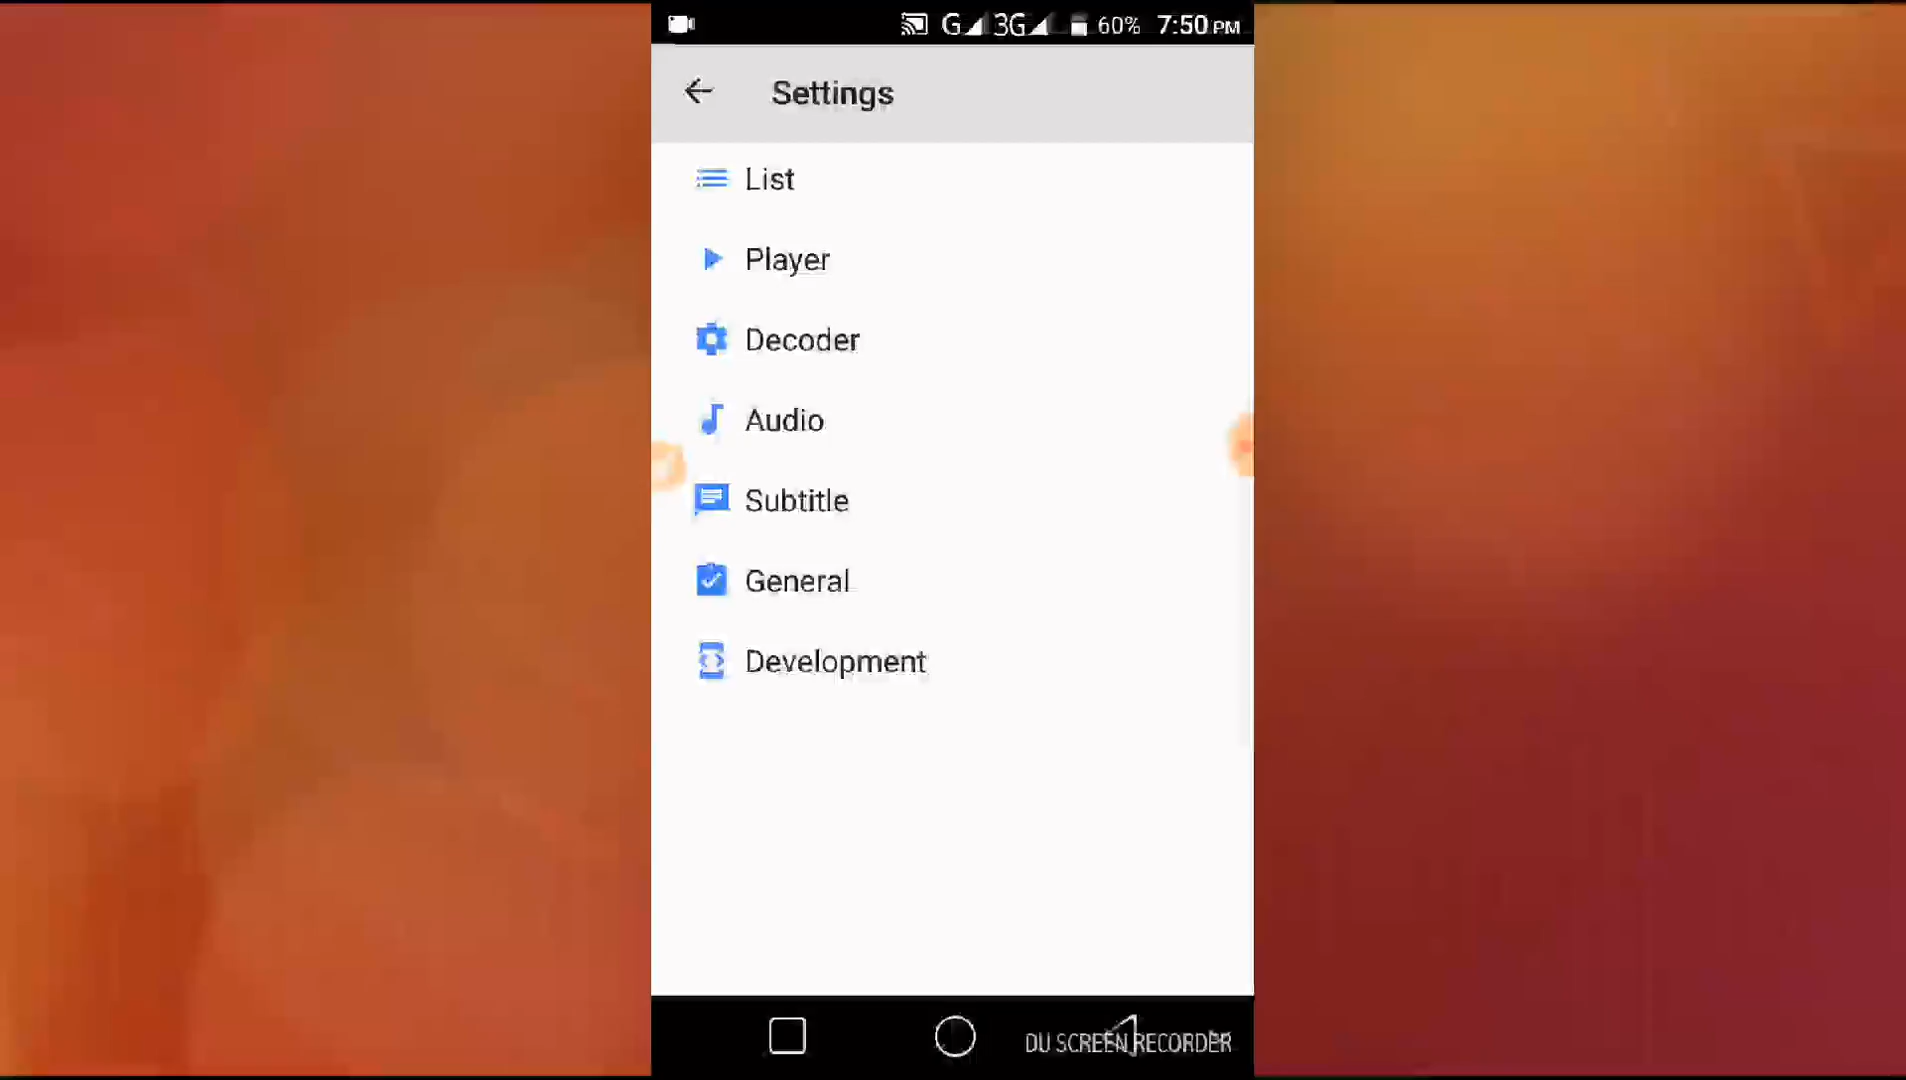 G 3G 60% 7:50 PM
Settings
List
Player
Decoder
Audio
Subtitle
General
Development
DU SCREEN RECORDER